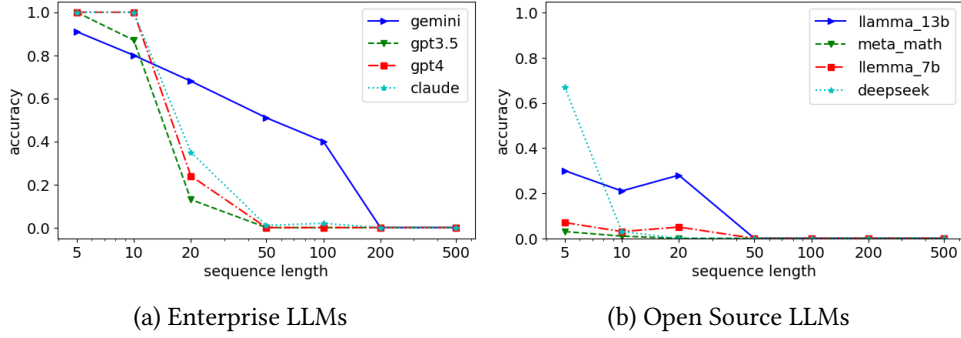 1.0
0.8
0.6
0.4
0.2
0.0
accuracy
5 10 20 50 100 200 500
sequence length
gemini
gpt3.5
gpt4
claude
(a) Enterprise LLMs
1.0
0.8
0.6
0.4
0.2
0.0
accuracy
5 10 20 50 100 200 500
sequence length
llamma_13b
meta_math
llemma_7b
deepseek
(b) Open Source LLMs